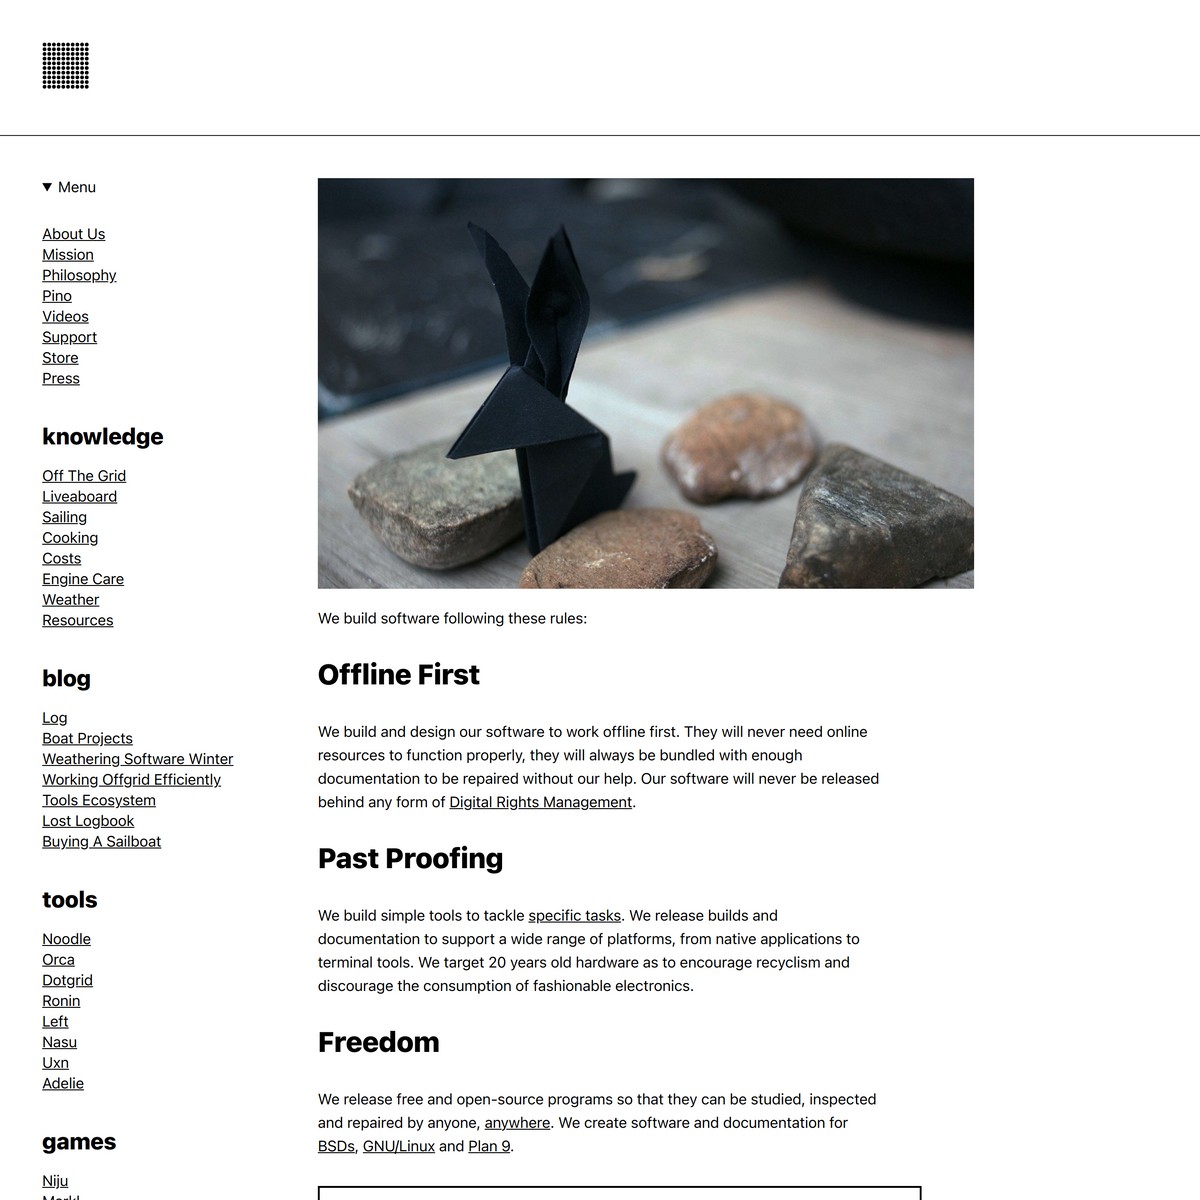 Menu
About Us
Mission
Philosophy
Pino
Videos
Support
Store
Press
knowledge
Off The Grid
Liveaboard
Sailing
Cooking
Costs
Engine Care
Weather
Resources
blog
Log
Boat Projects
Weathering Software Winter
Working Offgrid Efficiently
Tools Ecosystem
Lost Logbook
Buying A Sailboat
tools
Noodle
Orca
Dotgrid
Ronin
Left
Nasu
Uxn
Adelie
games
Niju
We build software following these rules:
Offline First
We build and design our software to work offline first. They will never need online
resources to function properly, they will always be bundled with enough
documentation to be repaired without our help. Our software will never be released
behind any form of Digital Rights Management.
Past Proofing
We build simple tools to tackle specific tasks. We release builds and
documentation to support a wide range of platforms, from native applications to
terminal tools. We target 20 years old hardware as to encourage recyclism and
discourage the consumption of fashionable electronics.
Freedom
We release free and open-source programs so that they can be studied, inspected
and repaired by anyone, anywhere. We create software and documentation for
BSDs, GNU/Linux and Plan 9.